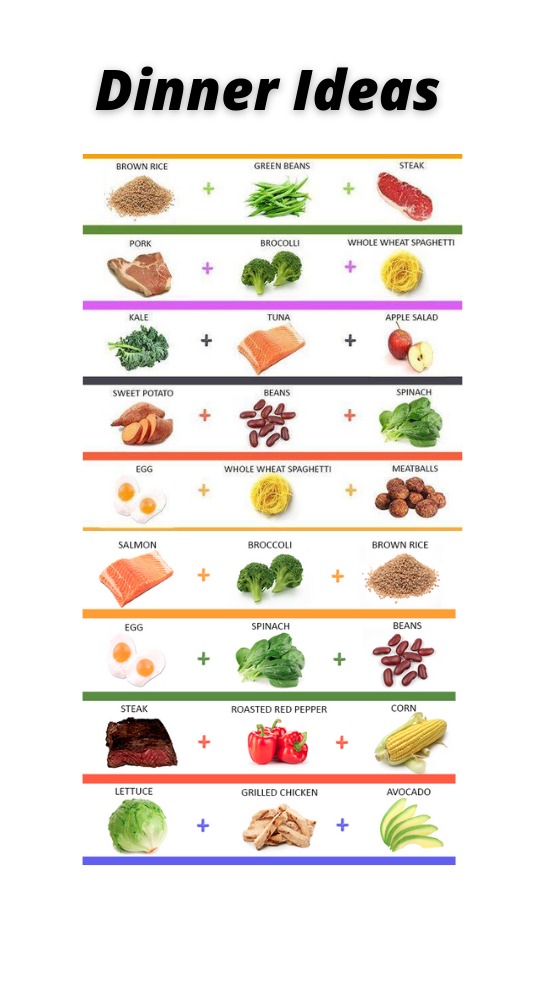 Dinner Ideas
BROWN RICE GREEN BEANS STEAK
+ +
PORK BROCOLLI WHOLE WHEAT SPAGHETTI
+ +
KALE TUNA APPLE SALAD
+ +
SWEET POTATO BEANS SPINACH
+ +
EGG WHOLE WHEAT SPAGHETTI MEATBALLS
+ +
SALMON BROCCOLI BROWN RICE
+ +
EGG SPINACH BEANS
+ +
STEAK ROASTED RED PEPPER CORN
+ +
LETTUCE GRILLED CHICKEN AVOCADO
+ +